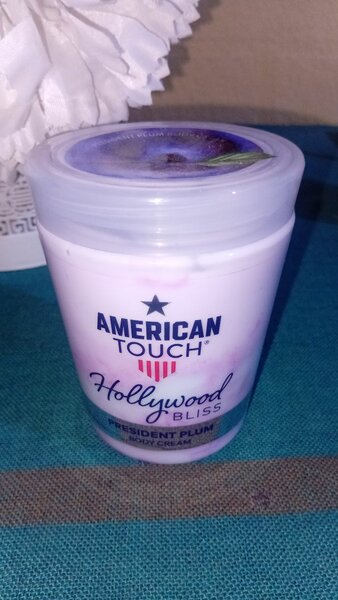 AMERICAN
TOUCH®
Hollywood
BLISS
PRESIDENT PLUM
BODY CREAM